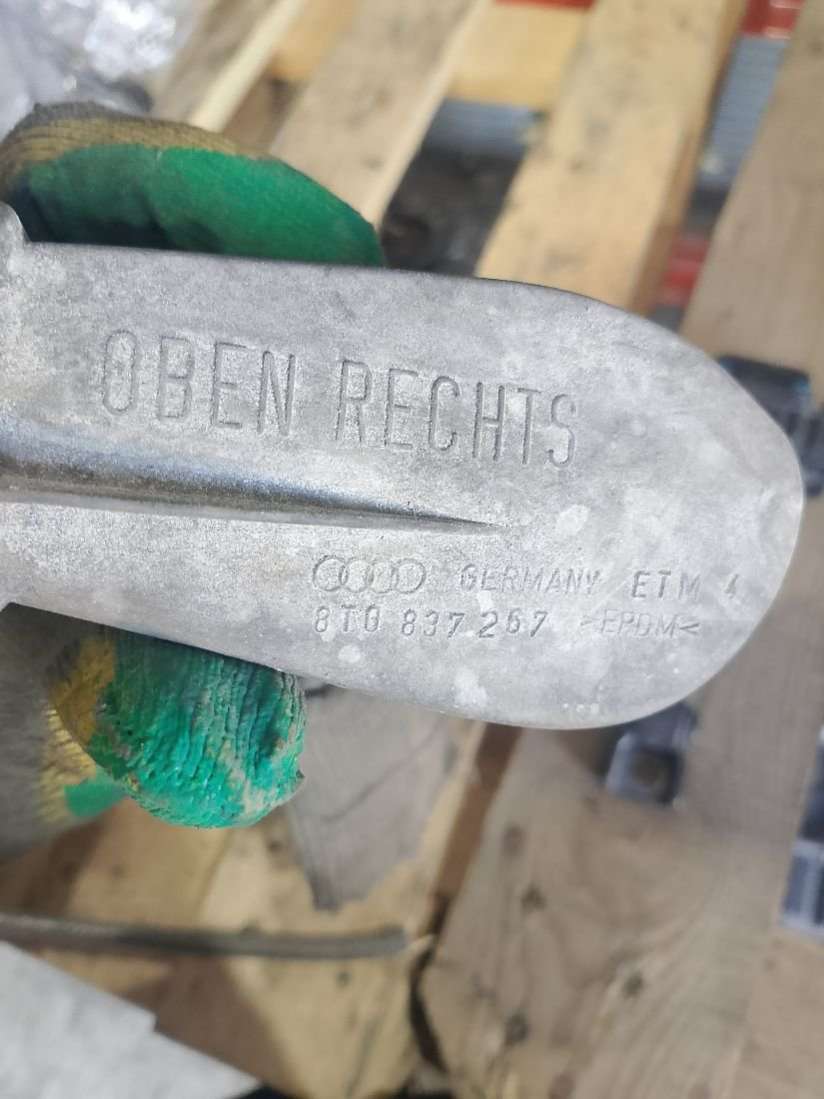 OBEN RECHTS
GERMANY ETM 4
8T0 837 267 >EPDM<